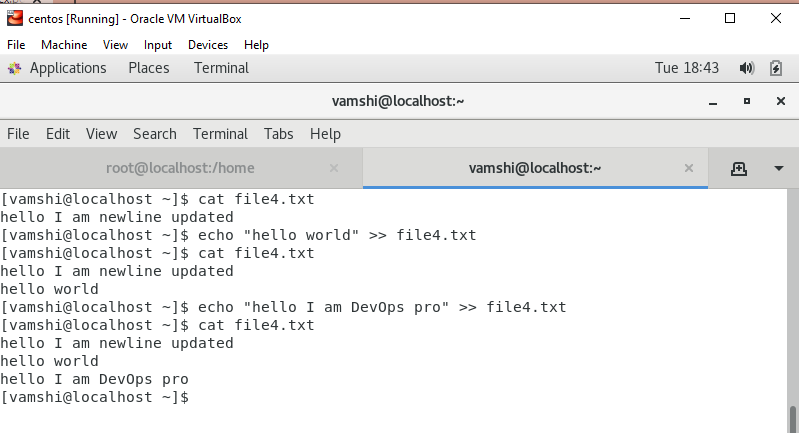 centos [Running] - Oracle VM VirtualBox
File Machine View Input Devices Help
Applications Places Terminal Tue 18:43
vamshi@localhost:~
File Edit View Search Terminal Tabs Help
root@localhost:/home × vamshi@localhost:~ ×
[vamshi@localhost ~]$ cat file4.txt
hello I am newline updated
[vamshi@localhost ~]$ echo "hello world" >> file4.txt
[vamshi@localhost ~]$ cat file4.txt
hello I am newline updated
hello world
[vamshi@localhost ~]$ echo "hello I am DevOps pro" >> file4.txt
[vamshi@localhost ~]$ cat file4.txt
hello I am newline updated
hello world
hello I am DevOps pro
[vamshi@localhost ~]$